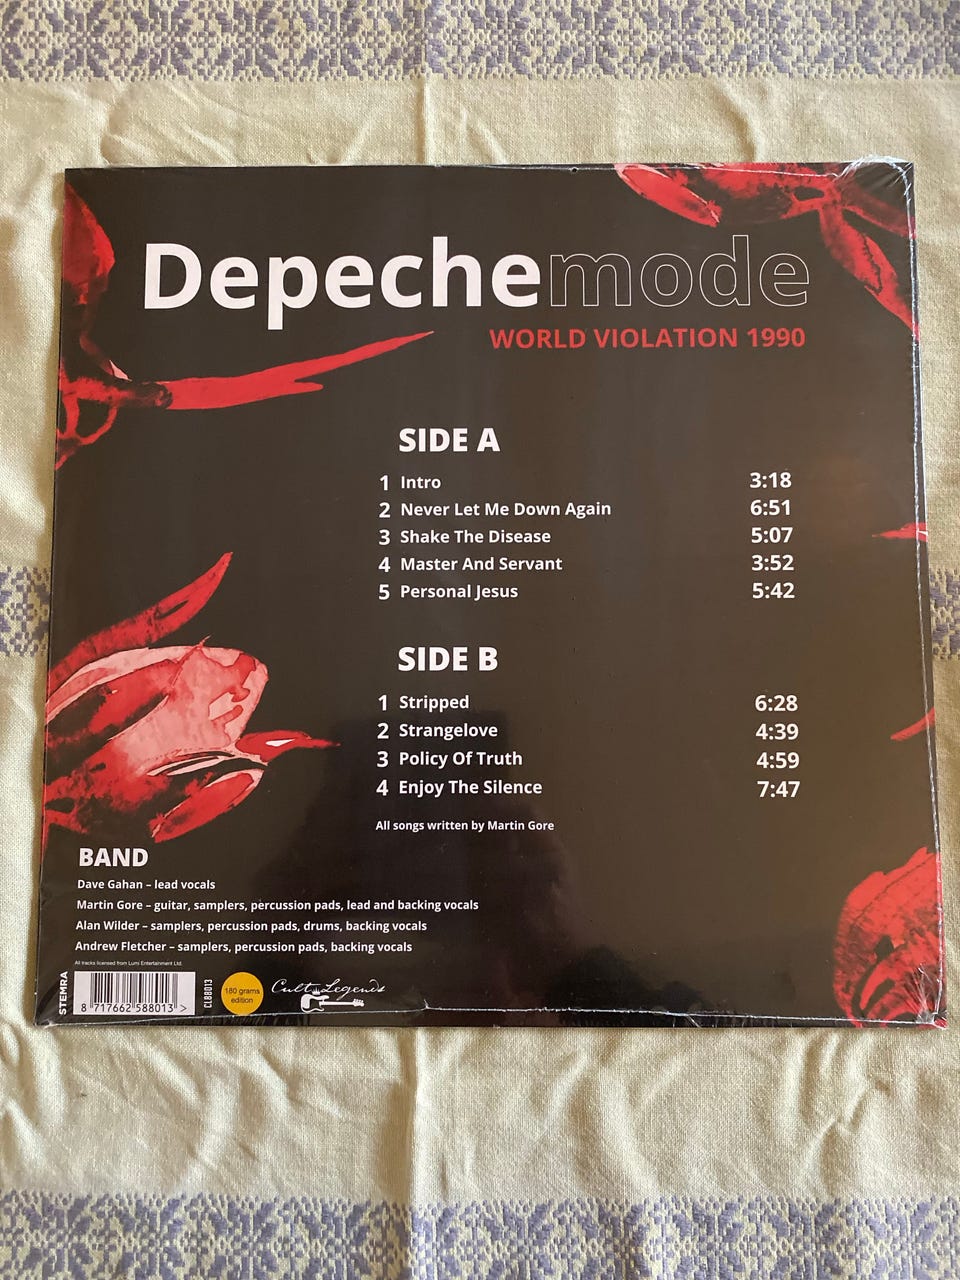 Depechemode
WORLD VIOLATION 1990
SIDE A
1 Intro 3:18
2 Never Let Me Down Again 6:51
3 Shake The Disease 5:07
4 Master And Servant 3:52
5 Personal Jesus 5:42
SIDE B
1 Stripped 6:28
2 Strangelove 4:39
3 Policy Of Truth 4:59
4 Enjoy The Silence 7:47
All songs written by Martin Gore
BAND
Dave Gahan – lead vocals
Martin Gore – guitar, samplers, percussion pads, lead and backing vocals
Alan Wilder – samplers, percussion pads, drums, backing vocals
Andrew Fletcher – samplers, percussion pads, backing vocals
All tracks licensed from Lumi Entertainment Ltd.
STEMRA
8 717662 588013 >
CL88013
180 grams
edition
Cult Legends